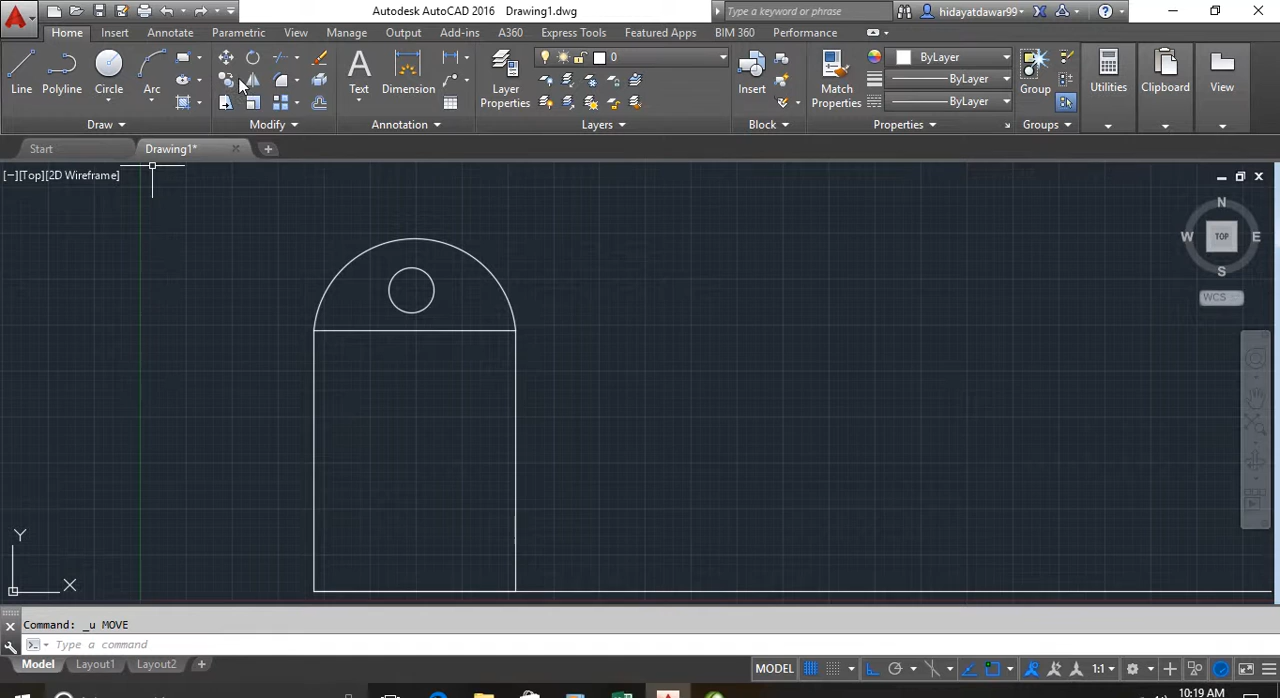 Autodesk AutoCAD 2016 Drawing1.dwg
Type a keyword or phrase
hidayatdawar99
Home Insert Annotate Parametric View Manage Output Add-ins A360 Express Tools Featured Apps BIM 360 Performance
Line Polyline Circle Arc
Text Dimension
Layer Properties
0
Insert
Match Properties
ByLayer
ByLayer
ByLayer
Group Utilities Clipboard View
Draw Modify Annotation Layers Block Properties Groups
Start Drawing1*
[−][Top][2D Wireframe]
N
W TOP E
S
WCS
Y
X
Command: _u MOVE
Type a command
Model Layout1 Layout2
MODEL 1:1
10:19 AM